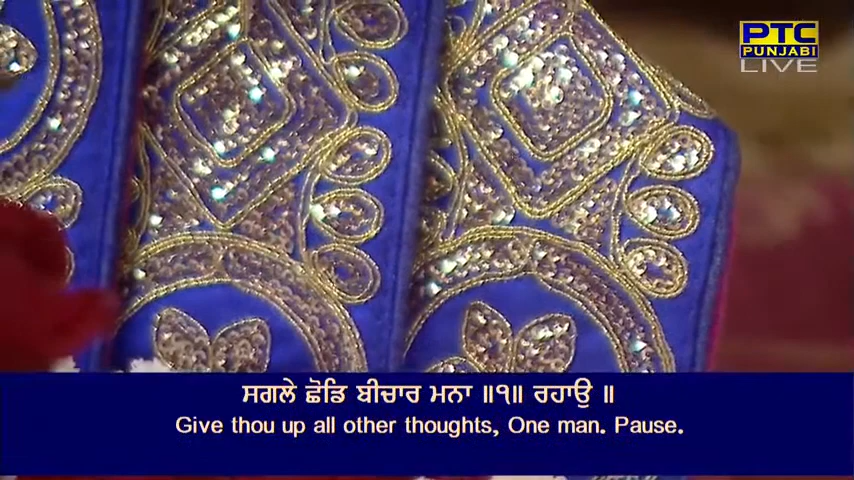 PTC
PUNJABI
LIVE
ਸਗਲੇ ਛੋਡਿ ਬੀਚਾਰ ਮਨਾ ॥੧॥ ਰਹਾਉ ॥
Give thou up all other thoughts, One man. Pause.